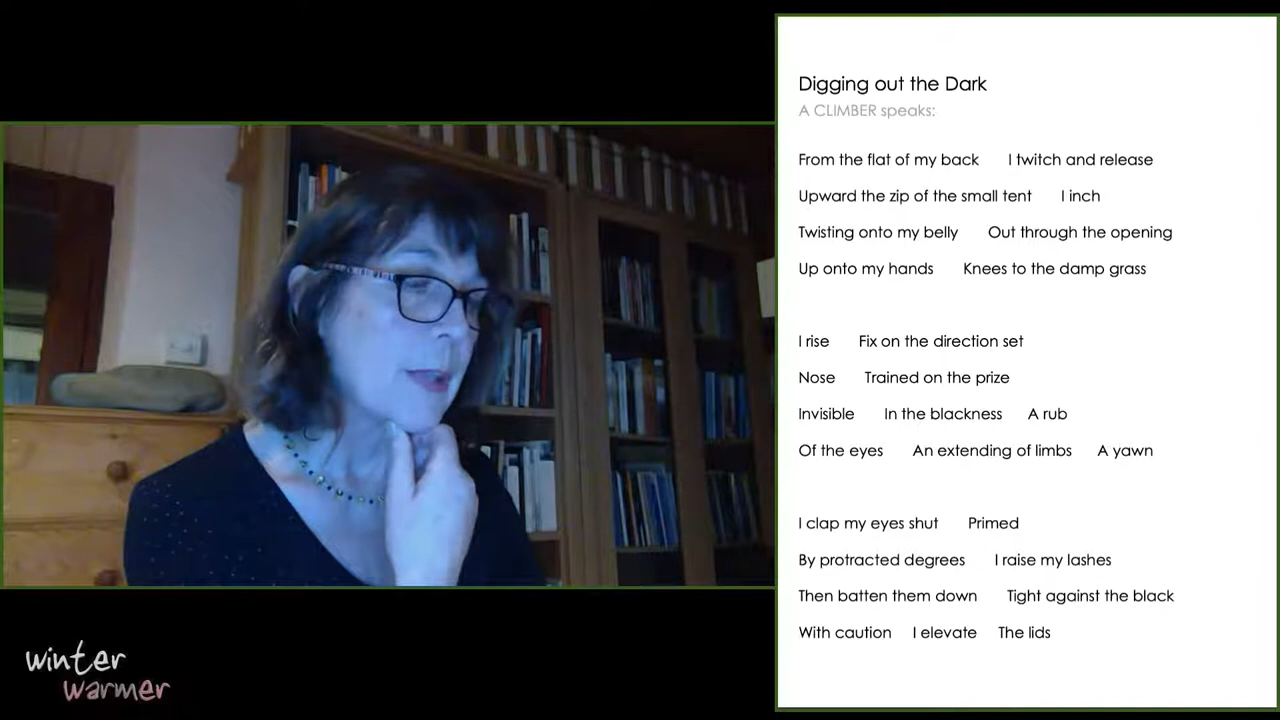 Digging out the Dark
A CLIMBER speaks:
From the flat of my back I twitch and release
Upward the zip of the small tent I inch
Twisting onto my belly Out through the opening
Up onto my hands Knees to the damp grass
I rise Fix on the direction set
Nose Trained on the prize
Invisible In the blackness A rub
Of the eyes An extending of limbs A yawn
I clap my eyes shut Primed
By protracted degrees I raise my lashes
Then batten them down Tight against the black
With caution I elevate The lids
winter
warmer